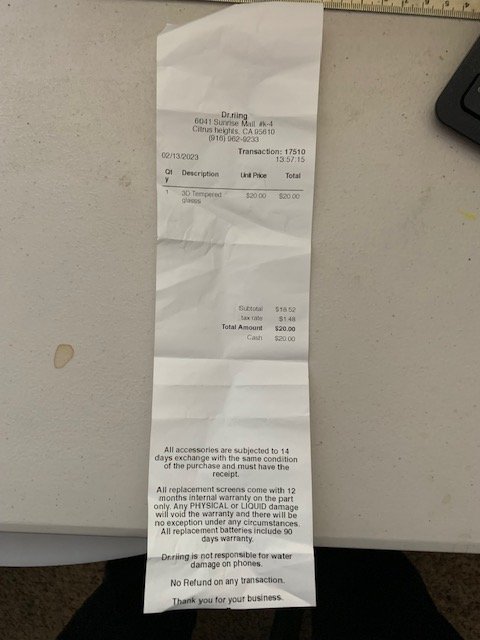 Dr.riing
6041 Sunrise Mall #k-4
Citrus heights, CA 95610
(916) 962-9233
Transaction: 17510
02/13/2023 13:57:15
Qty Description Unit Price Total
1 3D Tempered $20.00 $20.00
glasss
Subtotal $18.52
tax rate $1.48
Total Amount $20.00
Cash $20.00
All accessories are subjected to 14
days exchange with the same condition
of the purchase and must have the
receipt.
All replacement screens come with 12
months internal warranty on the part
only. Any PHYSICAL or LIQUID damage
will void the warranty and there will be
no exception under any circumstances.
All replacement batteries include 90
days warranty.
Dr.riing is not responsible for water
damage on phones.
No Refund on any transaction.
Thank you for your business.